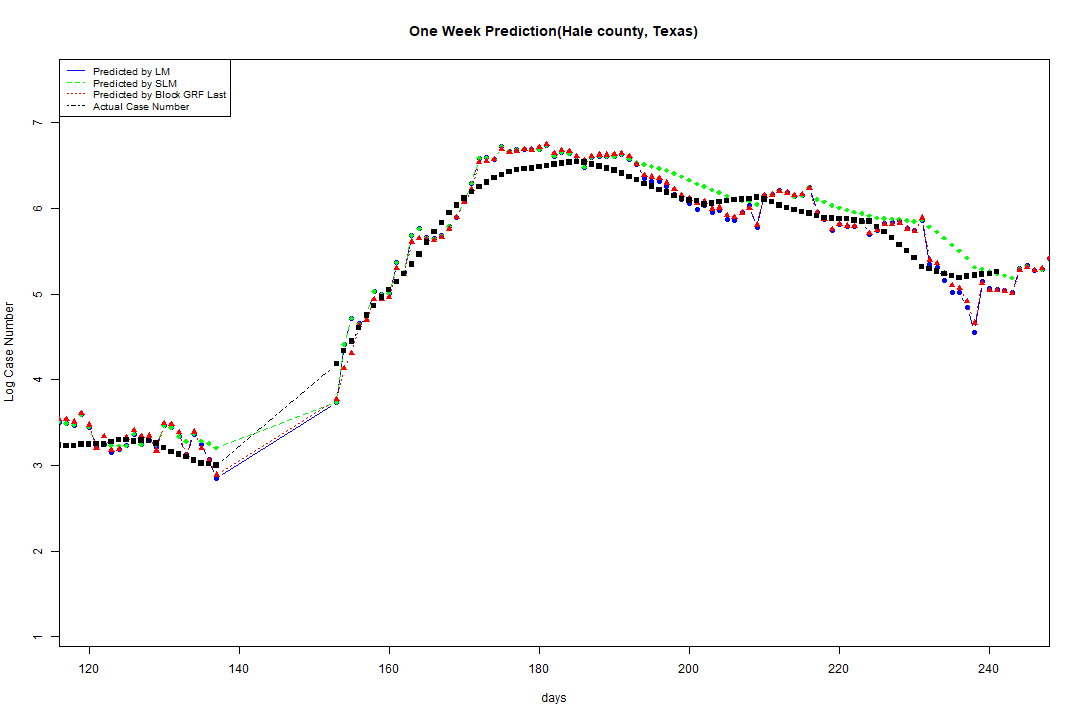 One Week Prediction(Hale county, Texas)
Predicted by LM
Predicted by SLM
Predicted by Block GRF Last
Actual Case Number
7
6
5
4
3
2
1
Log Case Number
120 140 160 180 200 220 240
days